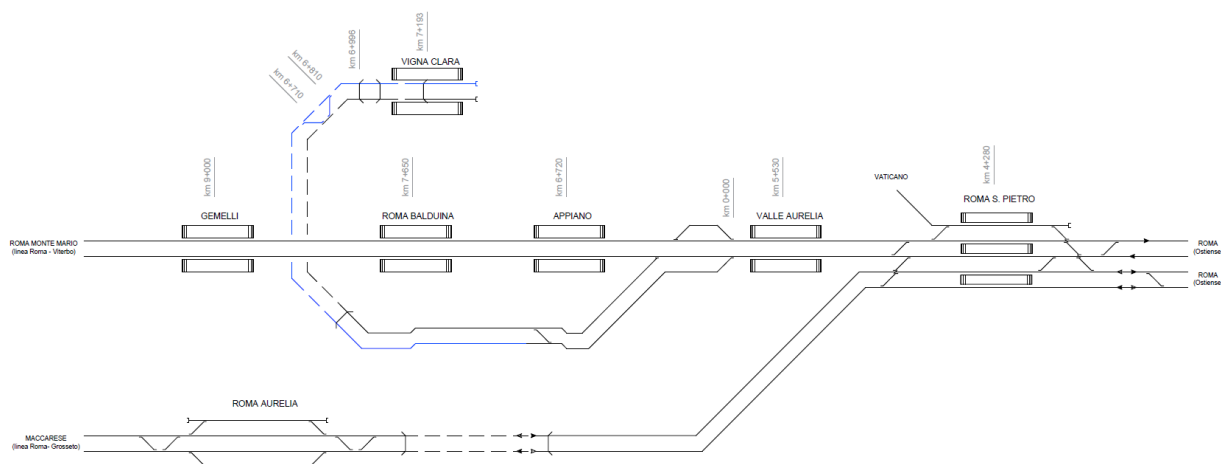 km 7+193
km 6+996
km 6+810
km 6+710
VIGNA CLARA
km 9+000
km 7+650
km 6+720
km 0+000
km 5+530
km 4+280
VATICANO
GEMELLI
ROMA BALDUINA
APPIANO
VALLE AURELIA
ROMA S. PIETRO
ROMA MONTE MARIO
(linea Roma - Viterbo)
ROMA
(Ostiense)
ROMA
(Ostiense)
ROMA AURELIA
MACCARESE
(linea Roma- Grosseto)